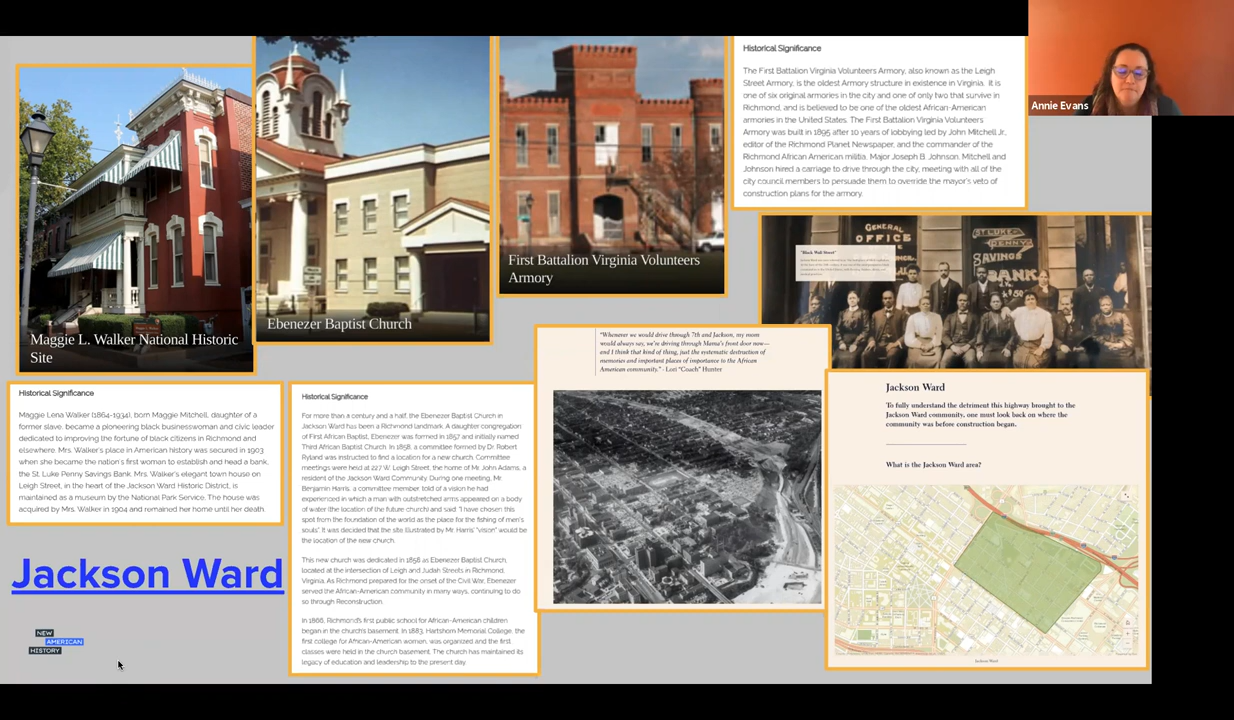 Maggie L. Walker National Historic
Site
Ebenezer Baptist Church
First Battalion Virginia Volunteers
Armory
Historical Significance
The First Battalion Virginia Volunteers Armory, also known as the Leigh
Street Armory, is the oldest Armory structure in existence in Virginia. It is
one of six original armories in the city and one of only two that survive in
Richmond, and is believed to be one of the oldest African-American
armories in the United States. The First Battalion Virginia Volunteers
Armory was built in 1895 after 10 years of lobbying led by John Mitchell Jr,
editor of the Richmond Planet Newspaper, and the commander of the
Richmond African American militia, Major Joseph B. Johnson. Mitchell and
Johnson hired a carriage to drive through the city, meeting with all of the
city council members to persuade them to override the mayor's veto of
construction plans for the armory.
Annie Evans
GENERAL
OFFICE
ST. LUKE
PENNY
SAVINGS
BANK
"Black Wall Street"
Historical Significance
Maggie Lena Walker (1864-1934), born Maggie Mitchell, daughter of a
former slave, became a pioneering black businesswoman and civic leader
dedicated to improving the fortune of black citizens in Richmond and
elsewhere. Mrs. Walker's place in American history was secured in 1903
when she became the nation's first woman to establish and head a bank,
the St. Luke Penny Savings Bank. Mrs. Walker's elegant town house on
Leigh Street, in the heart of the Jackson Ward Historic District, is
maintained as a museum by the National Park Service. The house was
acquired by Mrs. Walker in 1904 and remained her home until her death.
Jackson Ward
NEW
AMERICAN
HISTORY
Historical Significance
For more than a century and a half, the Ebenezer Baptist Church in
Jackson Ward has been a Richmond landmark. A daughter congregation
of First African Baptist, Ebenezer was formed in 1857 and initially named
Third African Baptist Church. In 1858, a committee formed by Dr. Robert
Ryland was instructed to find a location for a new church. Committee
meetings were held at 227 W. Leigh Street, the home of Mr. John Adams, a
resident of the Jackson Ward Community. During one meeting, Mr.
Benjamin Harris, a committee member, told of a vision he had
experienced in which a man with outstretched arms appeared on a body
of water (the location of the future church) and said "I have chosen this
spot from the foundation of the world as the place for the fishing of men's
souls". It was decided that the site illustrated by Mr. Harris' "vison" would be
the location of the new church.
This new church was dedicated in 1858 as Ebenezer Baptist Church,
located at the intersection of Leigh and Judah Streets in Richmond,
Virginia. As Richmond prepared for the onset of the Civil War, Ebenezer
served the African-American community in many ways, continuing to do
so through Reconstruction.
In 1866, Richmond's first public school for African-American children
began in the church's basement. In 1883, Hartshorn Memorial College, the
first college for African-American women, was organized and the first
classes were held in the church basement. The church has maintained its
legacy of education and leadership to the present day.
"Whenever we would drive through 7th and Jackson, my mom
would always say, we're driving through Mama's front door now—
and I think that kind of thing, just the systematic destruction of
memories and important places of importance to the African
American community." - Lori "Coach" Hunter
Jackson Ward
To fully understand the detriment this highway brought to the
Jackson Ward community, one must look back on where the
community was before construction began.
What is the Jackson Ward area?
Jackson Ward